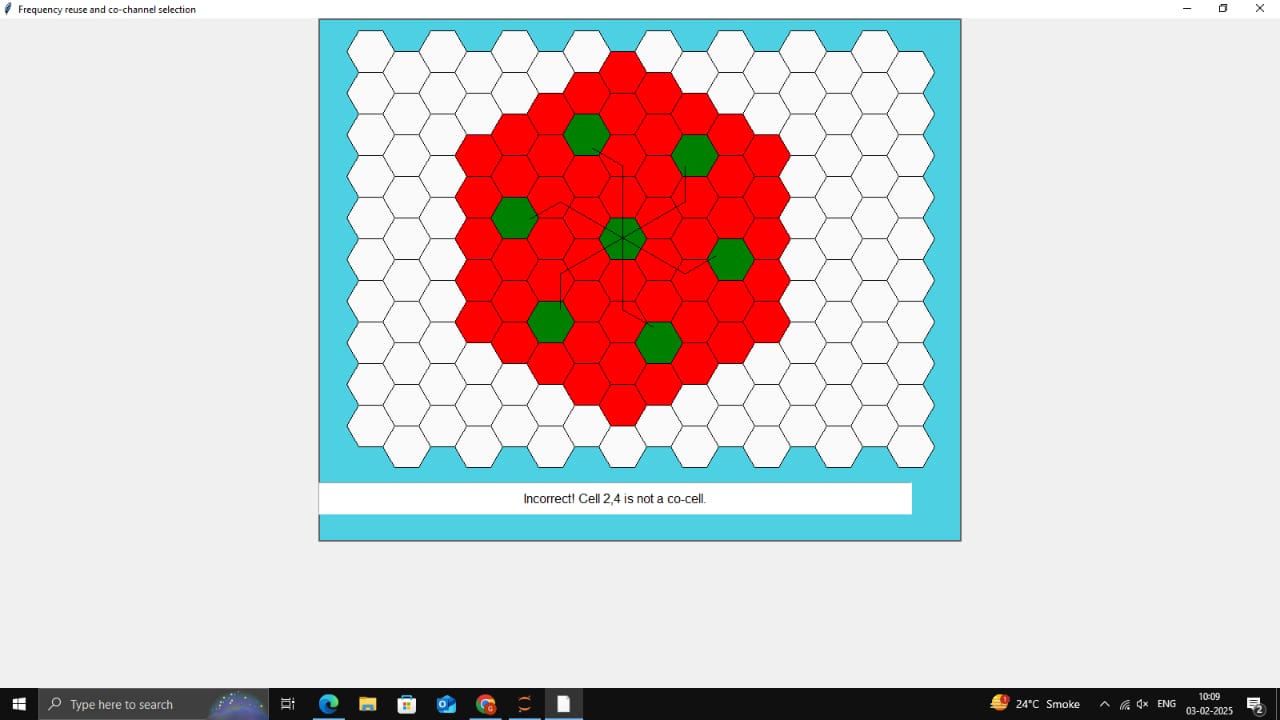 Frequency reuse and co-channel selection
Incorrect! Cell 2,4 is not a co-cell.
Type here to search
24°C Smoke
ENG
10:09
03-02-2025
2